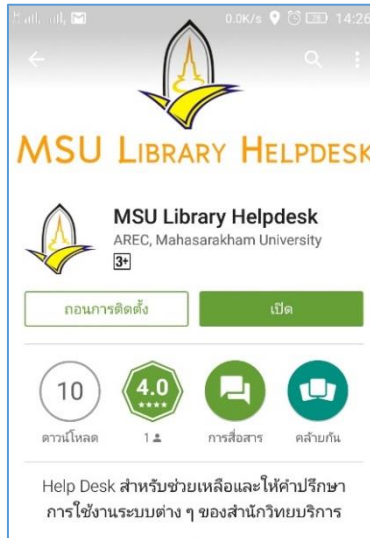 0.0K/s 14:26
MSU LIBRARY HELPDESK
MSU Library Helpdesk
AREC, Mahasarakham University
3+
ถอนการติดตั้ง
เปิด
10
4.0
ดาวน์โหลด
1
การสื่อสาร
คล้ายกัน
Help Desk สำหรับช่วยเหลือและให้คำปรึกษา
การใช้งานระบบต่าง ๆ ของสำนักวิทยบริการ